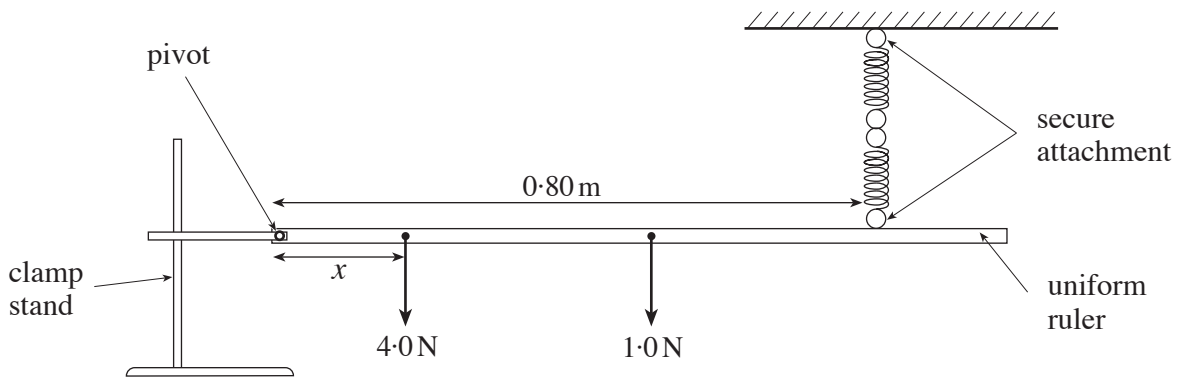 pivot
secure
attachment
0·80 m
clamp
stand
x
uniform
ruler
4·0 N
1·0 N